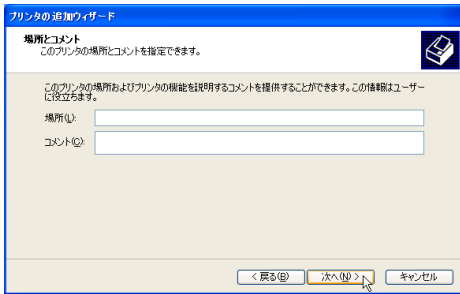 プリンタの追加ウィザード
場所とコメント
このプリンタの場所とコメントを指定できます。
このプリンタの場所およびプリンタの機能を説明するコメントを提供することができます。この情報はユーザー
に役立ちます。
場所(L):
コメント(C):
< 戻る(B) 次へ(N) > キャンセル